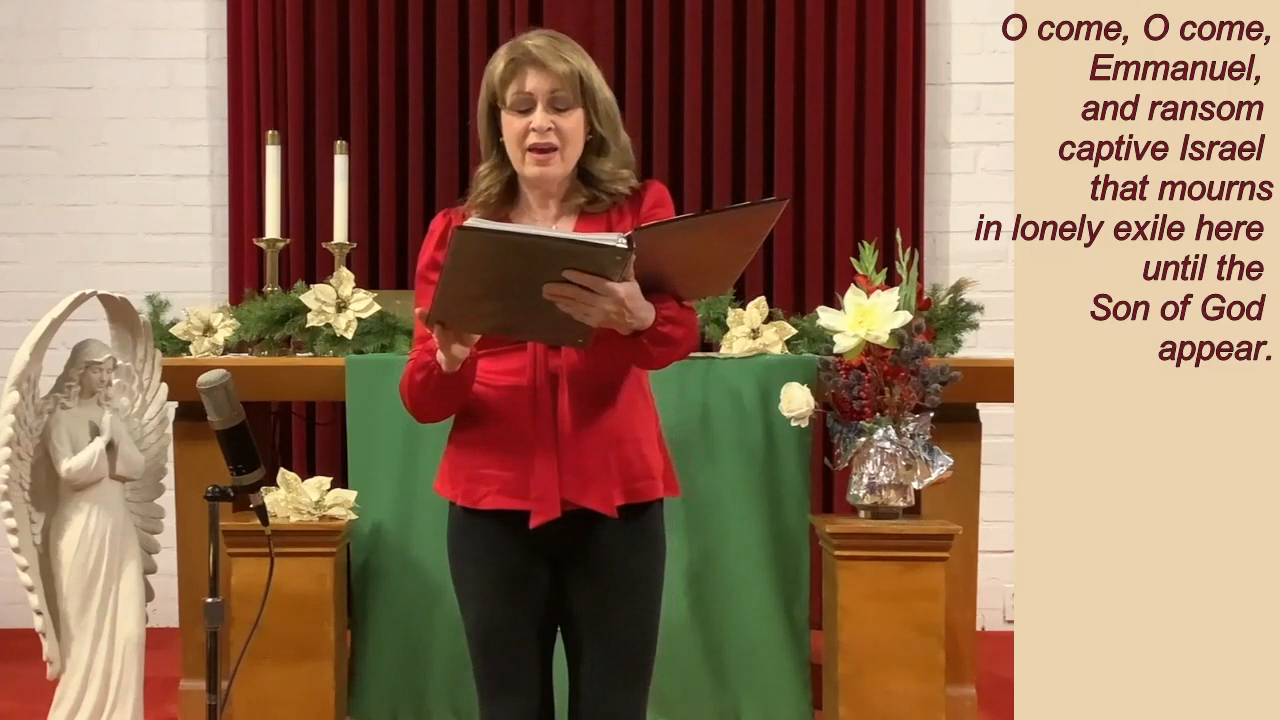 O come, O come,
Emmanuel,
and ransom
captive Israel
that mourns
in lonely exile here
until the
Son of God
appear.